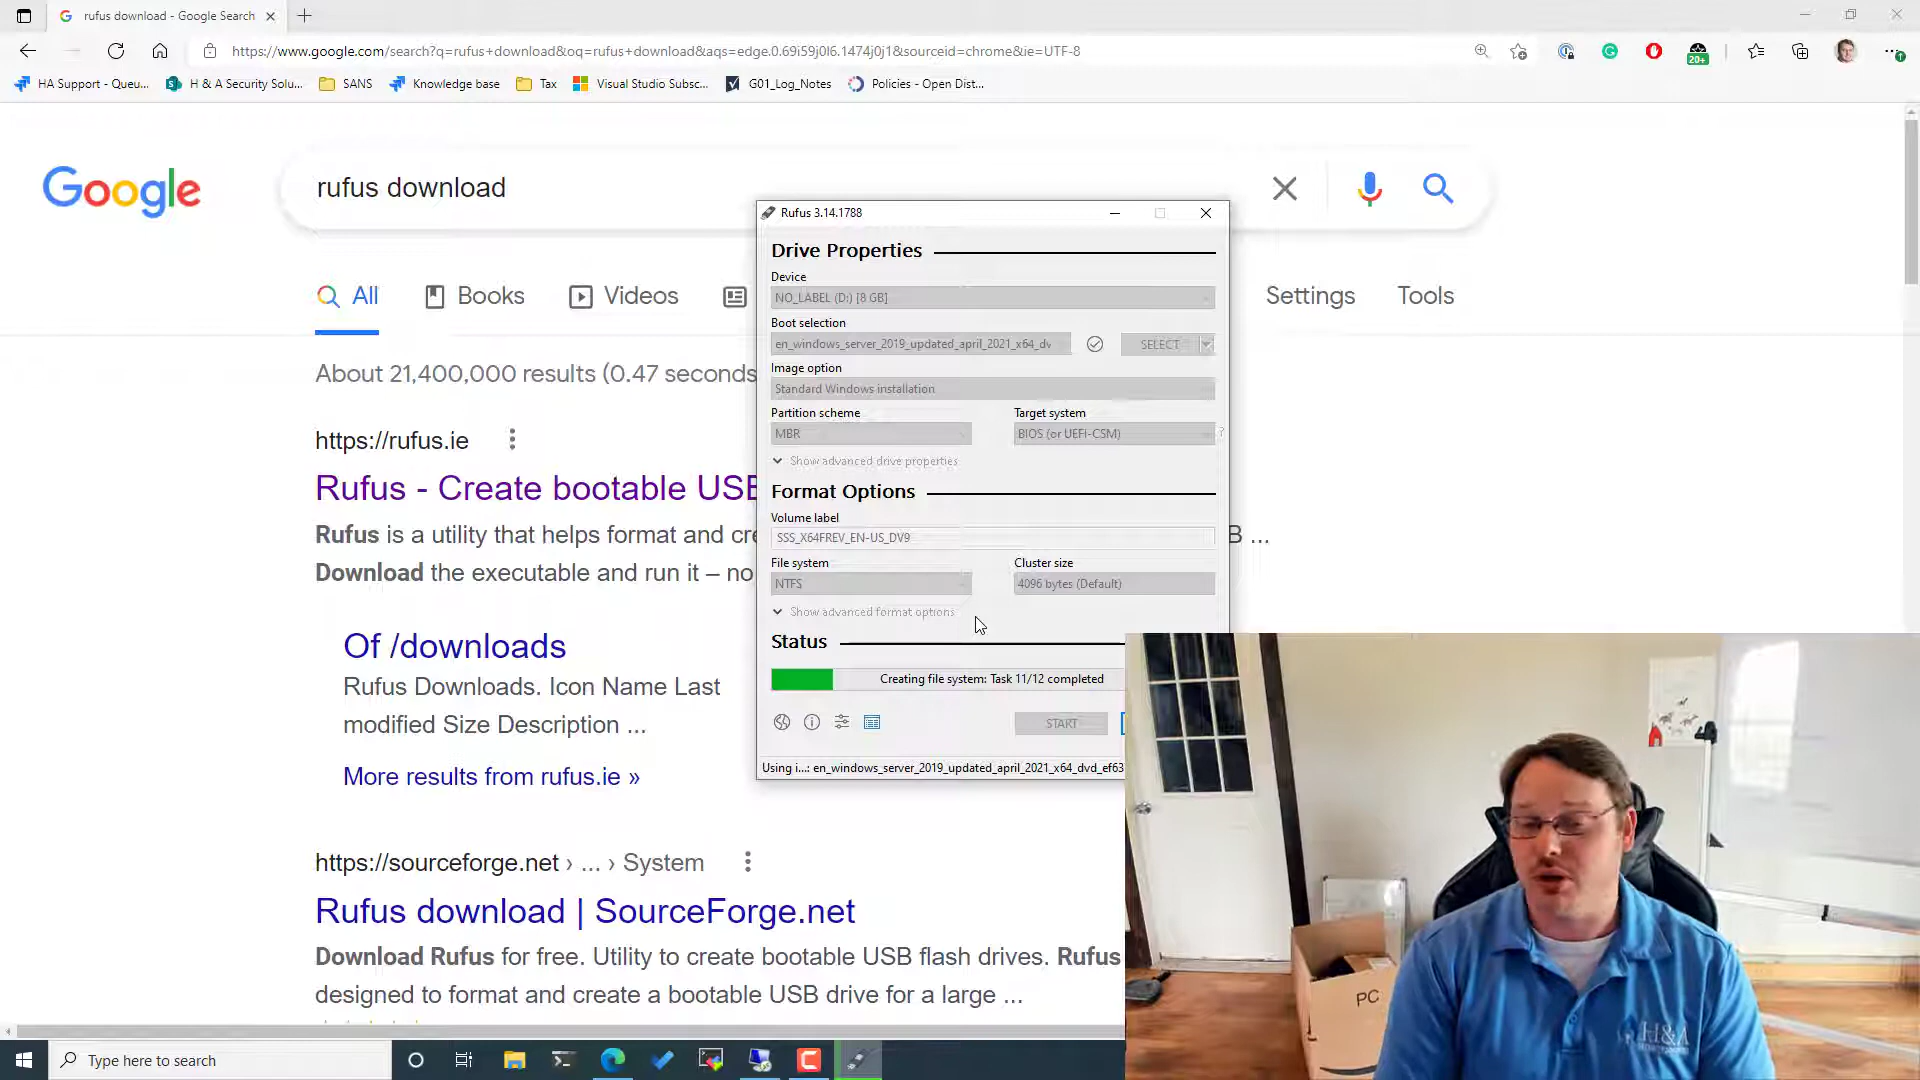 rufus download - Google Search
https://www.google.com/search?q=rufus+download&oq=rufus+download&aqs=edge.0.69i59j0l6.1474j0j1&sourceid=chrome&ie=UTF-8
20+
HA Support - Queu...
H & A Security Solu...
SANS
Knowledge base
Tax
Visual Studio Subsc...
G01_Log_Notes
Policies - Open Dist...
Google
rufus download
All
Books
Videos
Settings
Tools
About 21,400,000 results (0.47 seconds
https://rufus.ie
Rufus - Create bootable USB
Rufus is a utility that helps format and cre
B ...
Download the executable and run it – no
Of /downloads
Rufus Downloads. Icon Name Last
modified Size Description ...
More results from rufus.ie »
https://sourceforge.net › ... › System
Rufus download | SourceForge.net
Download Rufus for free. Utility to create bootable USB flash drives. Rufus
designed to format and create a bootable USB drive for a large ...
Rufus 3.14.1788
Drive Properties
Device
NO_LABEL (D:) [8 GB]
Boot selection
en_windows_server_2019_updated_april_2021_x64_dv
SELECT
Image option
Standard Windows installation
Partition scheme
Target system
MBR
BIOS (or UEFI-CSM)
?
Show advanced drive properties
Format Options
Volume label
SSS_X64FREV_EN-US_DV9
File system
Cluster size
NTFS
4096 bytes (Default)
Show advanced format options
Status
Creating file system: Task 11/12 completed
START
Using i...: en_windows_server_2019_updated_april_2021_x64_dvd_ef63
PC
H&A
Type here to search